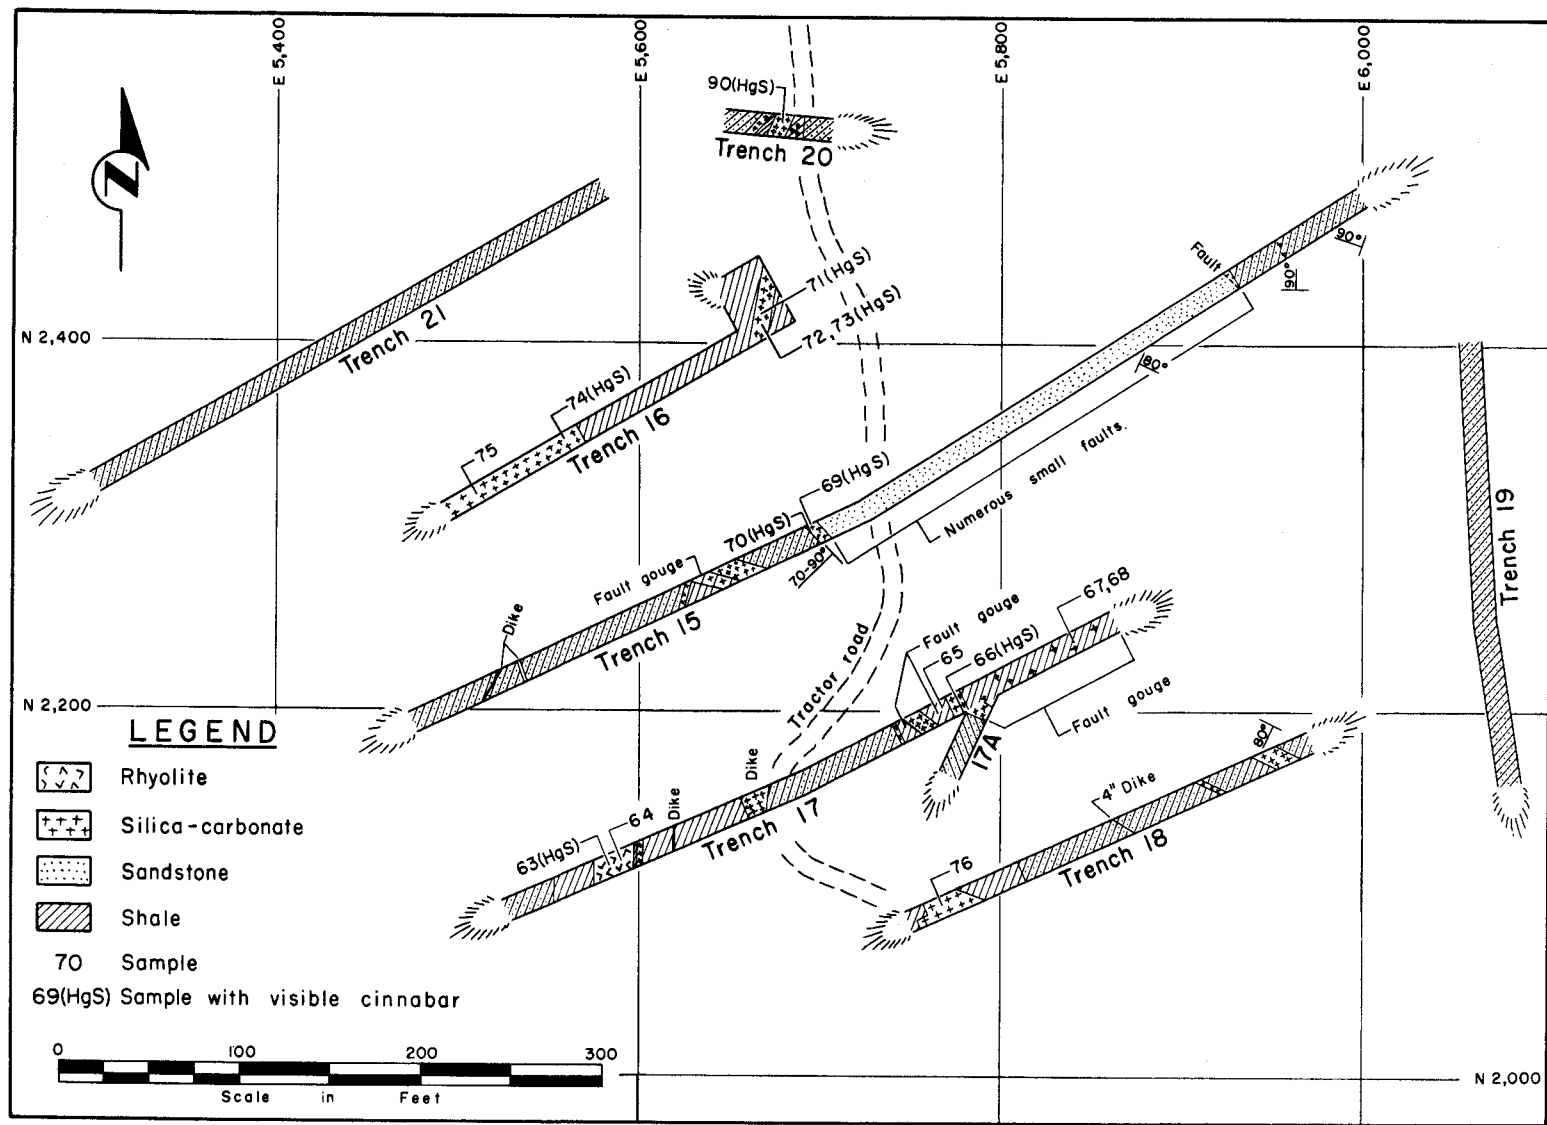 E 5,400
E 5,600
E 5,800
E 6,000
90(HgS)
Trench 20
N
Fault
90°
90°
71(HgS)
72,73(HgS)
N 2,400
Trench 21
80°
74(HgS)
Trench 16
75
69(HgS)
Numerous small faults.
70(HgS)
70-90°
Fault gouge
Trench 19
67,68
Dike
Trench 15
Fault gouge
65
66(HgS)
Tractor road
Fault gouge
N 2,200
17A
80°
Dike
4" Dike
Dike
64
Trench 17
Trench 18
63(HgS)
76
LEGEND
Rhyolite
Silica-carbonate
Sandstone
Shale
70 Sample
69(HgS) Sample with visible cinnabar
0 100 200 300
Scale in Feet
N 2,000